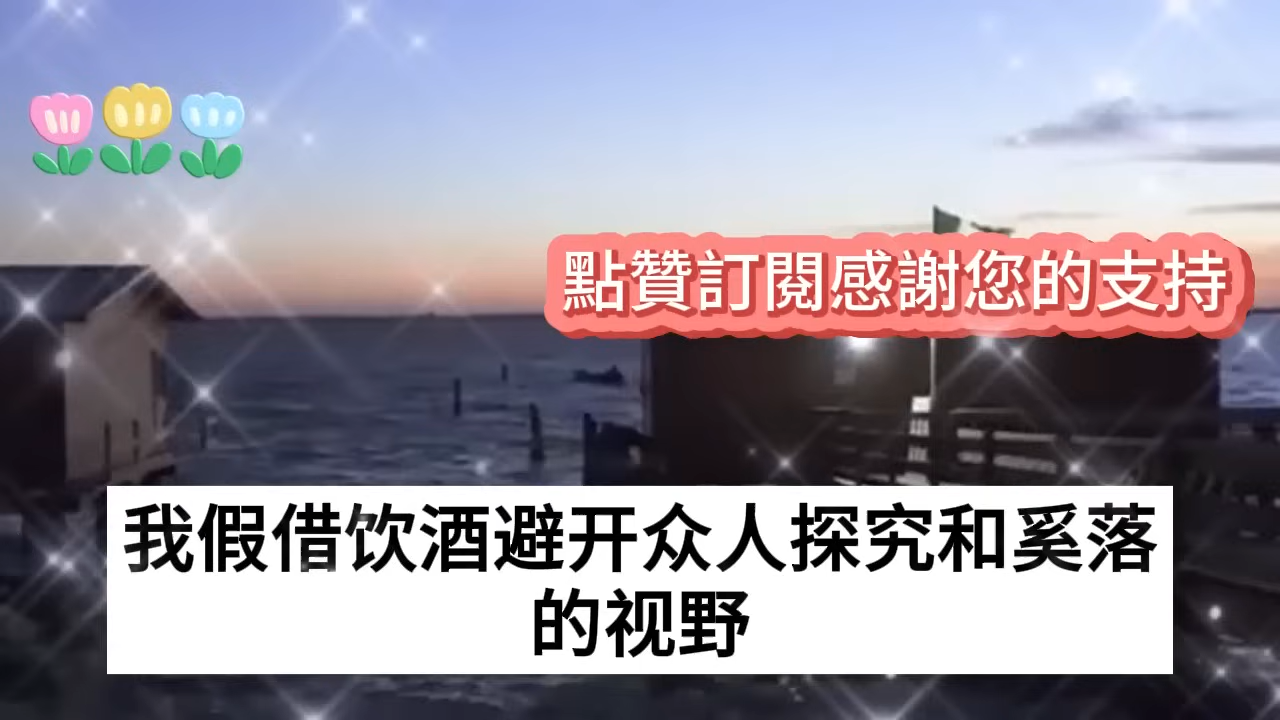 點贊訂閱感謝您的支持
我假借饮酒避开众人探究和奚落
的视野